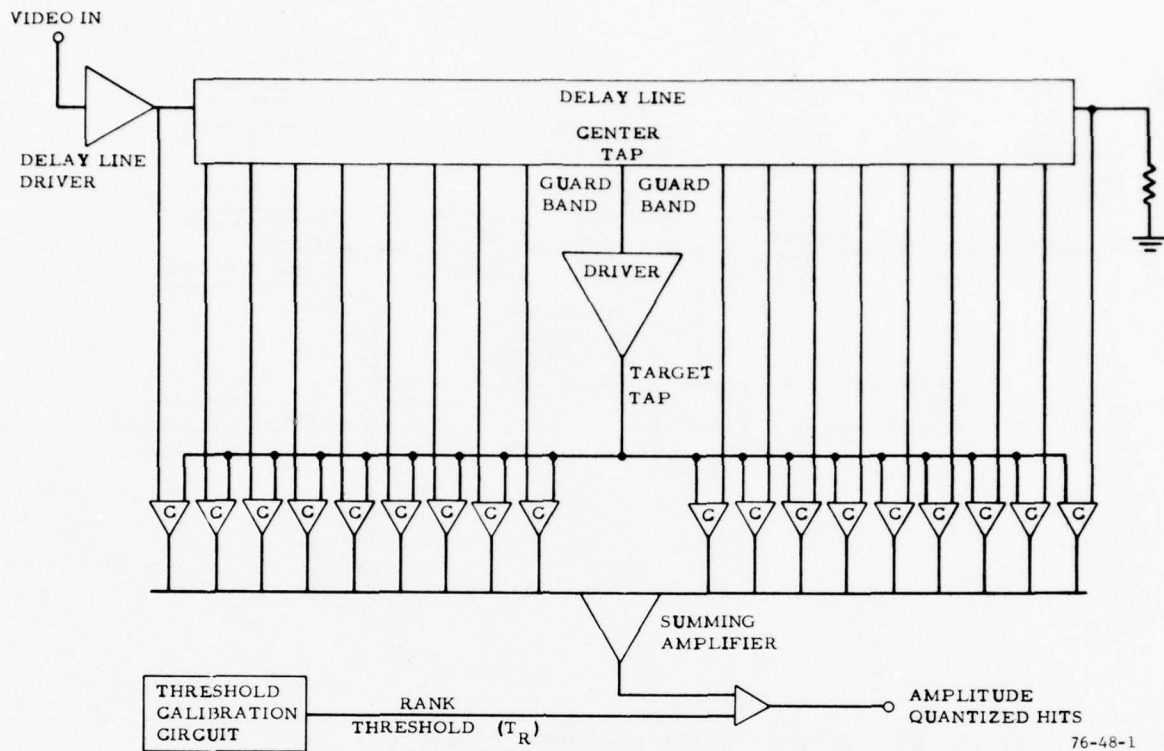 VIDEO IN
DELAY LINE
DRIVER
DELAY LINE
CENTER
TAP
GUARD
BAND
GUARD
BAND
DRIVER
TARGET
TAP
C C C C C C C C C C C C C C C C C C
SUMMING
AMPLIFIER
THRESHOLD
CALIBRATION
CIRCUIT
RANK
THRESHOLD (T_R)
AMPLITUDE
QUANTIZED HITS
76-48-1